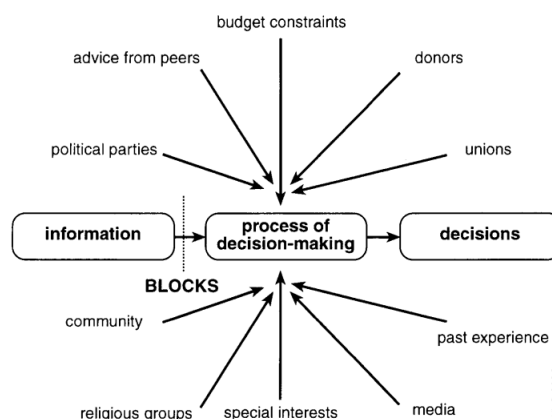 budget constraints
advice from peers
donors
political parties
unions
information
process of
decision-making
decisions
BLOCKS
community
past experience
religious groups
special interests
media